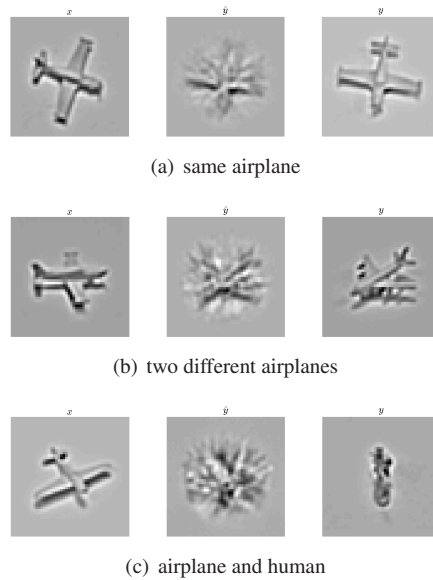 x ŷ y
(a) same airplane
x ŷ y
(b) two different airplanes
x ŷ y
(c) airplane and human